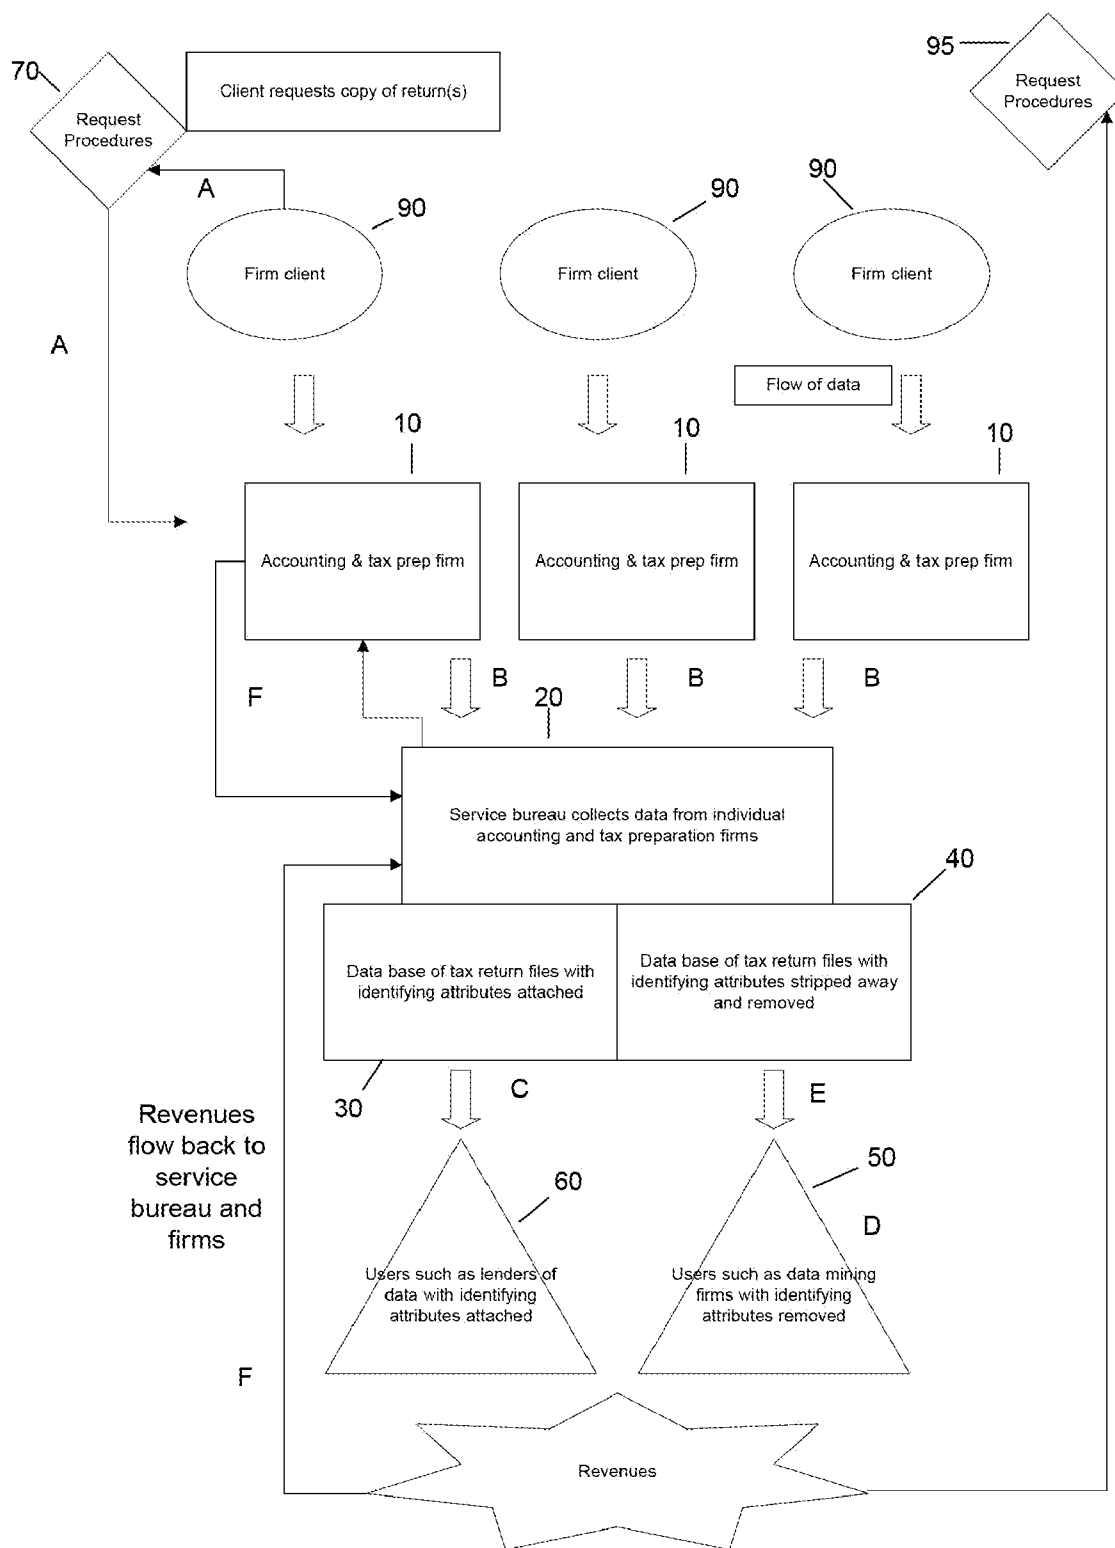 95
70
Client requests copy of return(s)
Request
Procedures
Request
Procedures
A
90
90
90
Firm client
Firm client
Firm client
A
Flow of data
10
10
10
Accounting & tax prep firm
Accounting & tax prep firm
Accounting & tax prep firm
F
B
B
B
20
Service bureau collects data from individual
accounting and tax preparation firms
40
Data base of tax return files with
identifying attributes attached
Data base of tax return files with
identifying attributes stripped away
and removed
30
C
E
Revenues
flow back to
service
bureau and
firms
60
50
D
Users such as lenders of
data with identifying
attributes attached
Users such as data mining
firms with identifying
attributes removed
F
Revenues